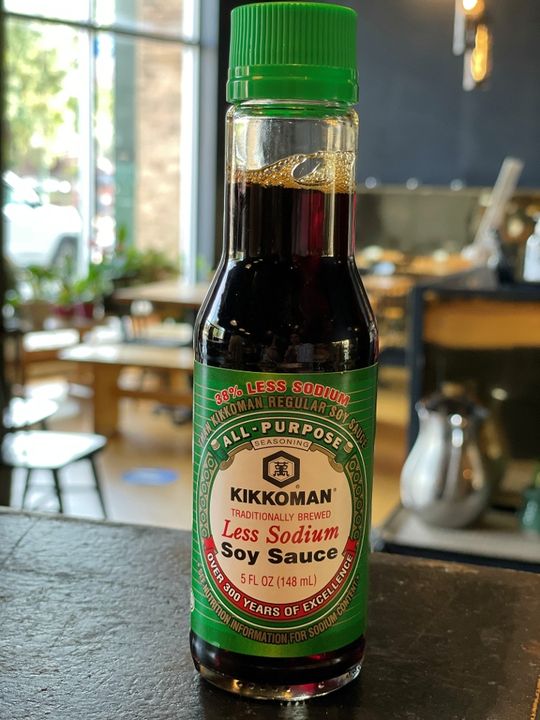 38% LESS SODIUM
THAN KIKKOMAN REGULAR SOY SAUCE
ALL-PURPOSE
SEASONING
萬
KIKKOMAN®
TRADITIONALLY BREWED
Less Sodium
Soy Sauce
5 FL OZ (148 mL)
OVER 300 YEARS OF EXCELLENCE
NUTRITION INFORMATION FOR SODIUM CONTENT